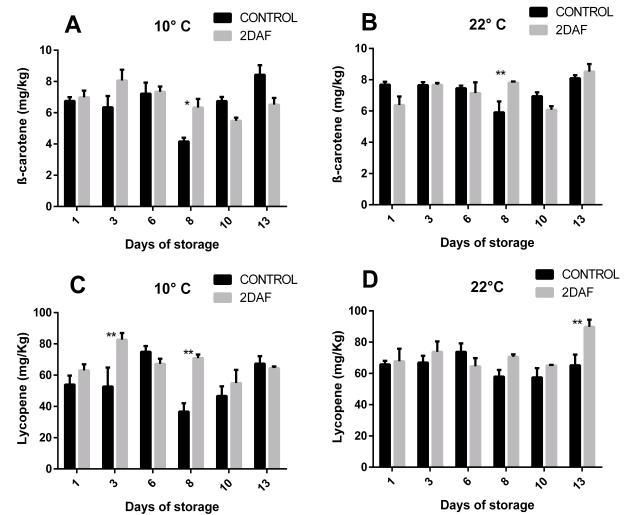 A
10° C
CONTROL
2DAF
ß-carotene (mg/kg)
10
8
6
4
2
0
*
1
3
6
8
10
13
Days of storage
B
22° C
CONTROL
2DAF
ß-carotene (mg/kg)
10
8
6
4
2
0
**
1
3
6
8
10
13
Days of storage
C
10° C
CONTROL
2DAF
Lycopene (mg/Kg)
100
80
60
40
20
0
**
**
1
3
6
8
10
13
Days of storage
D
22°C
CONTROL
2DAF
Lycopene (mg/Kg)
100
80
60
40
20
0
**
1
3
6
8
10
13
Days of storage